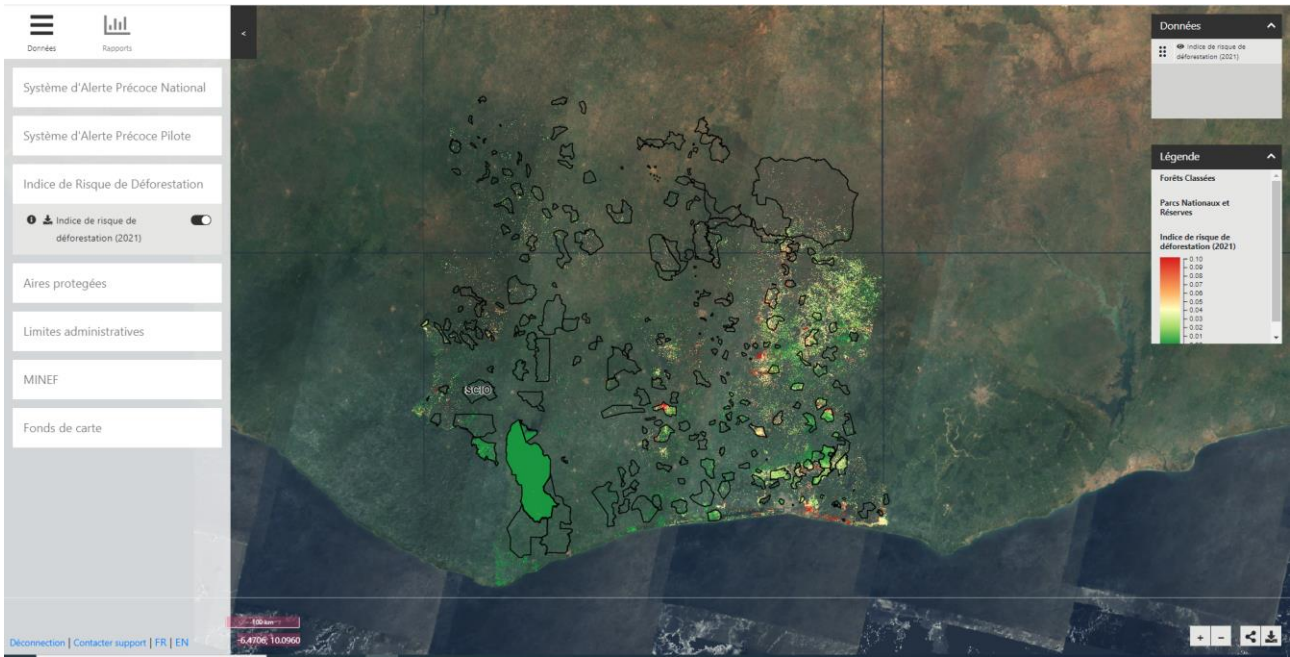 Données
Rapports
<
Système d'Alerte Précoce National
Système d'Alerte Précoce Pilote
Indice de Risque de Déforestation
Indice de risque de
déforestation (2021)
Aires protegées
Limites administratives
MINEF
Fonds de carte
Déconnection | Contacter support | FR | EN
SCIO
100 km
-6.4706; 10.0960
Données
Indice de risque de
déforestation (2021)
Légende
Forêts Classées
Parcs Nationaux et
Réserves
Indice de risque de
déforestation (2021)
0.10
0.09
0.08
0.07
0.06
0.05
0.04
0.03
0.02
0.01
+ -